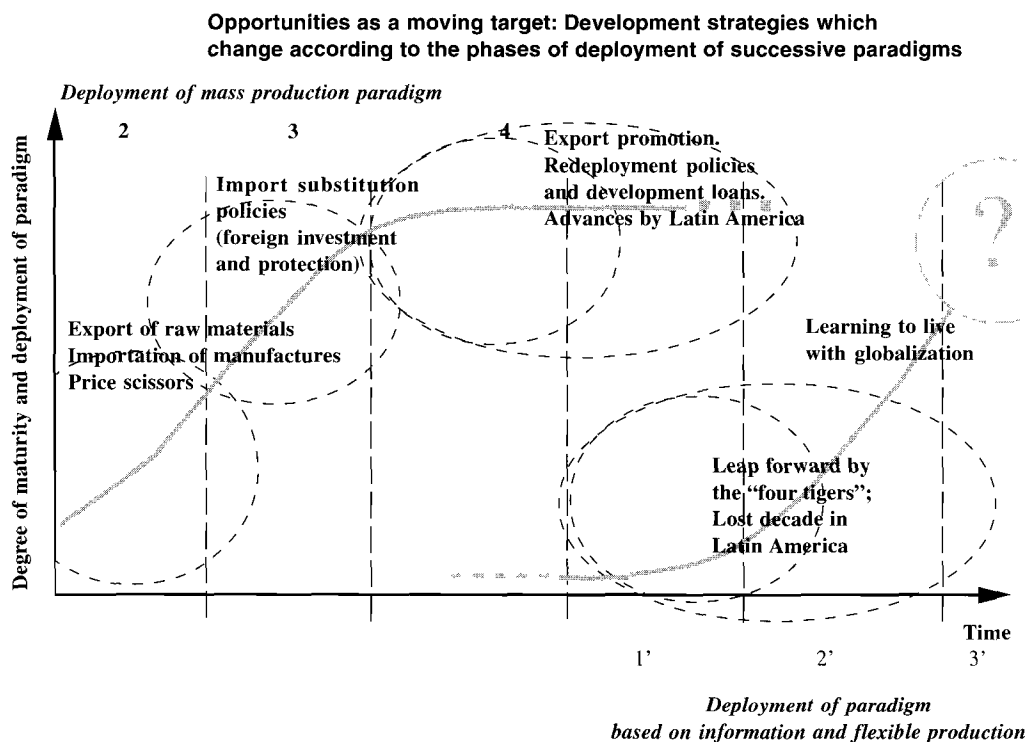 Opportunities as a moving target: Development strategies which
change according to the phases of deployment of successive paradigms
Deployment of mass production paradigm
2
3
4
Degree of maturity and deployment of paradigm
Export of raw materials
Importation of manufactures
Price scissors
Import substitution
policies
(foreign investment
and protection)
Export promotion.
Redeployment policies
and development loans.
Advances by Latin America
?
Learning to live
with globalization
Leap forward by
the “four tigers”;
Lost decade in
Latin America
Time
1’
2’
3’
Deployment of paradigm
based on information and flexible production